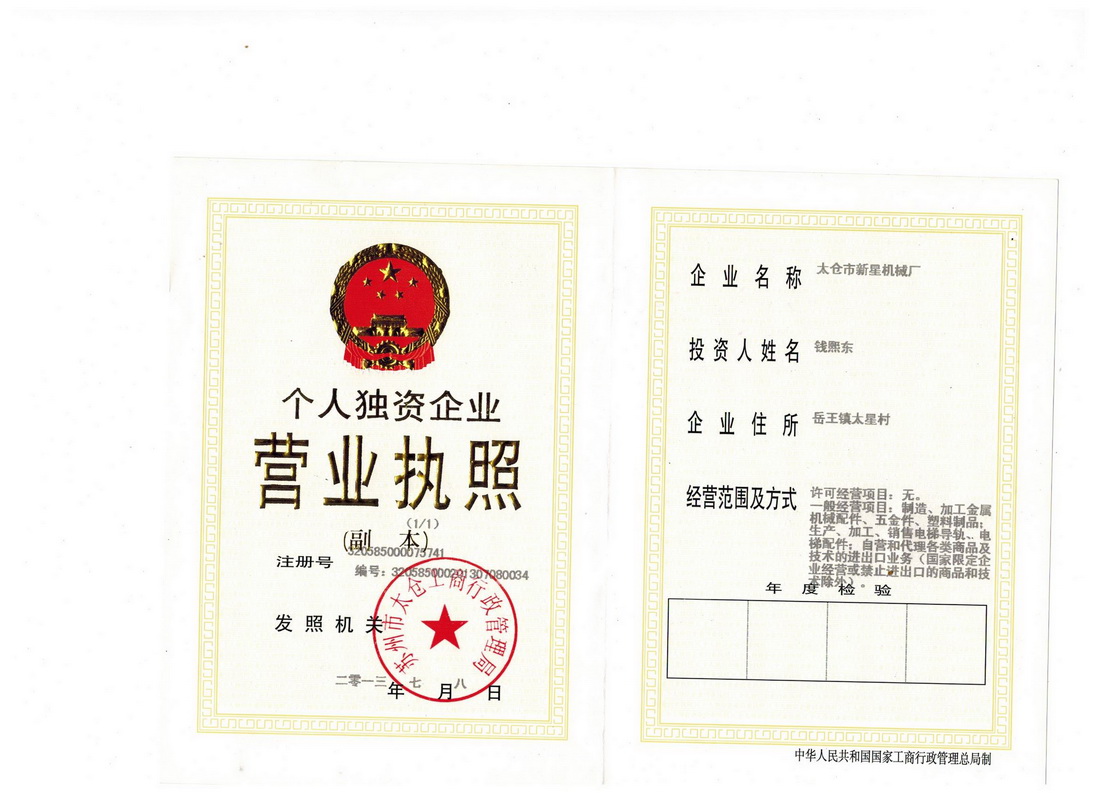 个人独资企业
营业执照
(1/1)
(副 本)
320585000075741
注册号
编号：320585000201307080034
发照机关
苏州市太仓工商行政管理局
二零一三年 七月 八日
企业名称 太仓市新星机械厂
投资人姓名 钱熙东
企业住所 岳王镇太星村
经营范围及方式 许可经营项目：无。
一般经营项目：制造、加工金属
机械配件、五金件、塑料制品；
生产、加工、销售电梯导轨、电
梯配件；自营和代理各类商品及
技术的进出口业务（国家限定企
业经营或禁止进出口的商品和技
术除外）。
年度检验
中华人民共和国国家工商行政管理总局制